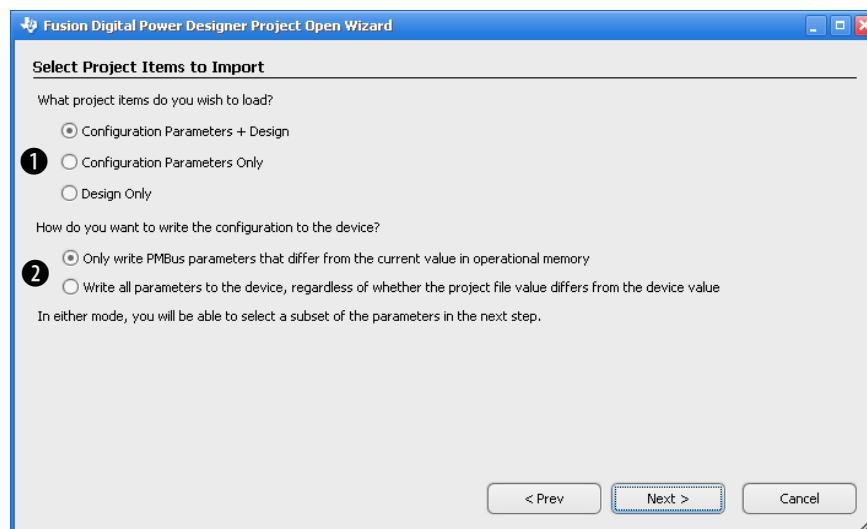 Fusion Digital Power Designer Project Open Wizard
Select Project Items to Import
What project items do you wish to load?
Configuration Parameters + Design
1 Configuration Parameters Only
Design Only
How do you want to write the configuration to the device?
Only write PMBus parameters that differ from the current value in operational memory
2
Write all parameters to the device, regardless of whether the project file value differs from the device value
In either mode, you will be able to select a subset of the parameters in the next step.
< Prev Next > Cancel